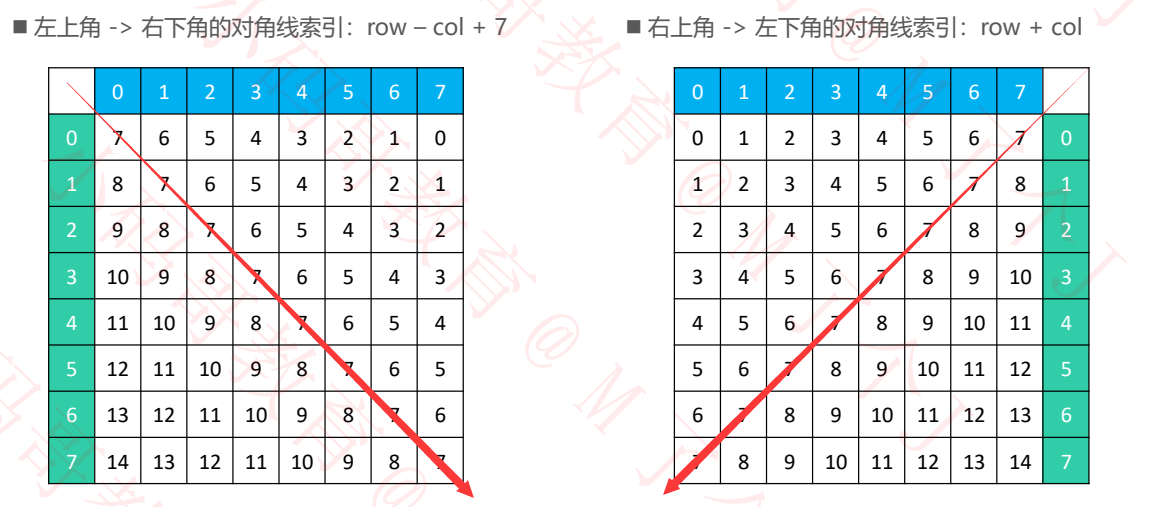 ■ 左上角 -> 右下角的对角线索引：row – col + 7
0 1 2 3 4 5 6 7
0 7 6 5 4 3 2 1 0
1 8 7 6 5 4 3 2 1
2 9 8 7 6 5 4 3 2
3 10 9 8 7 6 5 4 3
4 11 10 9 8 7 6 5 4
5 12 11 10 9 8 7 6 5
6 13 12 11 10 9 8 7 6
7 14 13 12 11 10 9 8 7
■ 右上角 -> 左下角的对角线索引：row + col
0 1 2 3 4 5 6 7
0 1 2 3 4 5 6 7 0
1 2 3 4 5 6 7 8 1
2 3 4 5 6 7 8 9 2
3 4 5 6 7 8 9 10 3
4 5 6 7 8 9 10 11 4
5 6 7 8 9 10 11 12 5
6 7 8 9 10 11 12 13 6
7 8 9 10 11 12 13 14 7
小码哥教育@M